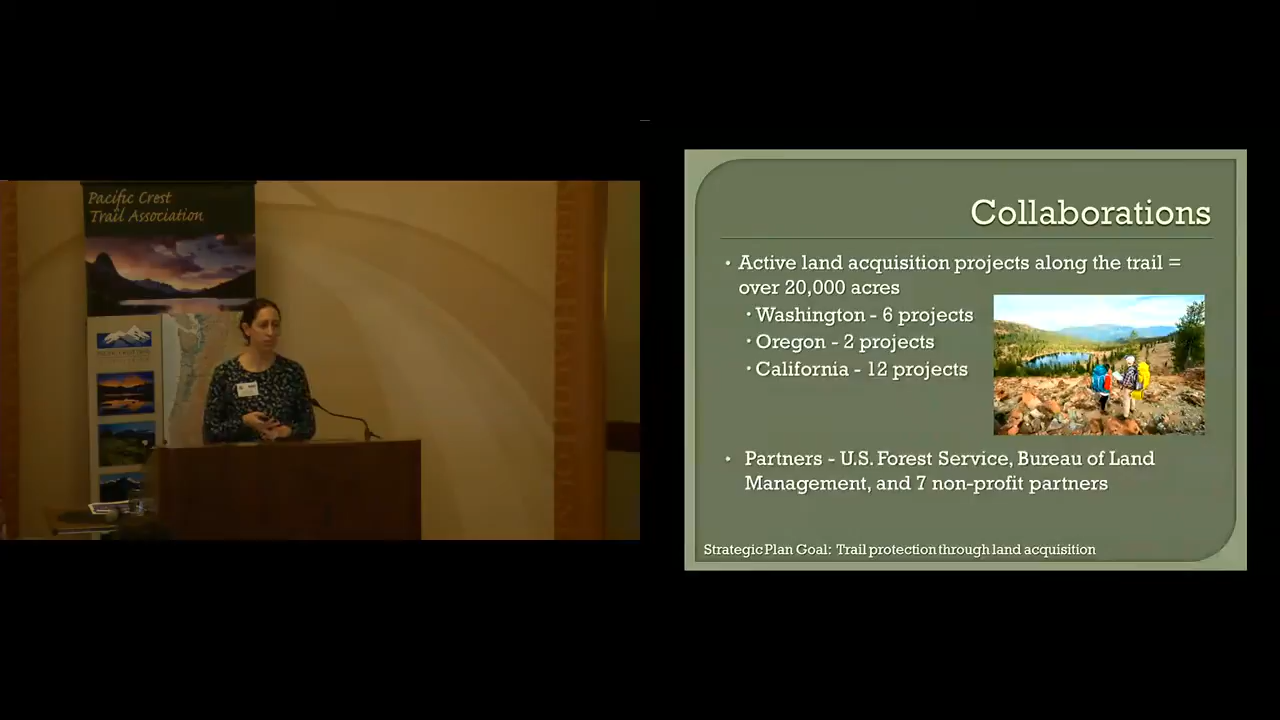 Pacific Crest
Trail Association
Collaborations
• Active land acquisition projects along the trail =
over 20,000 acres
• Washington - 6 projects
• Oregon - 2 projects
• California - 12 projects
• Partners - U.S. Forest Service, Bureau of Land
Management, and 7 non-profit partners
Strategic Plan Goal: Trail protection through land acquisition